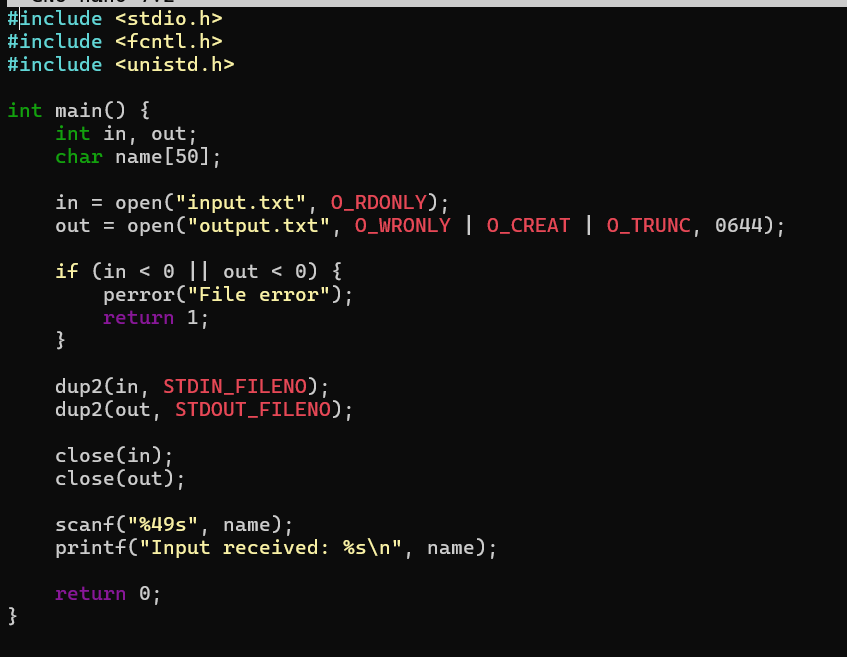 #include <stdio.h>
#include <fcntl.h>
#include <unistd.h>

int main() {
    int in, out;
    char name[50];

    in = open("input.txt", O_RDONLY);
    out = open("output.txt", O_WRONLY | O_CREAT | O_TRUNC, 0644);

    if (in < 0 || out < 0) {
        perror("File error");
        return 1;
    }

    dup2(in, STDIN_FILENO);
    dup2(out, STDOUT_FILENO);

    close(in);
    close(out);

    scanf("%49s", name);
    printf("Input received: %s\n", name);

    return 0;
}